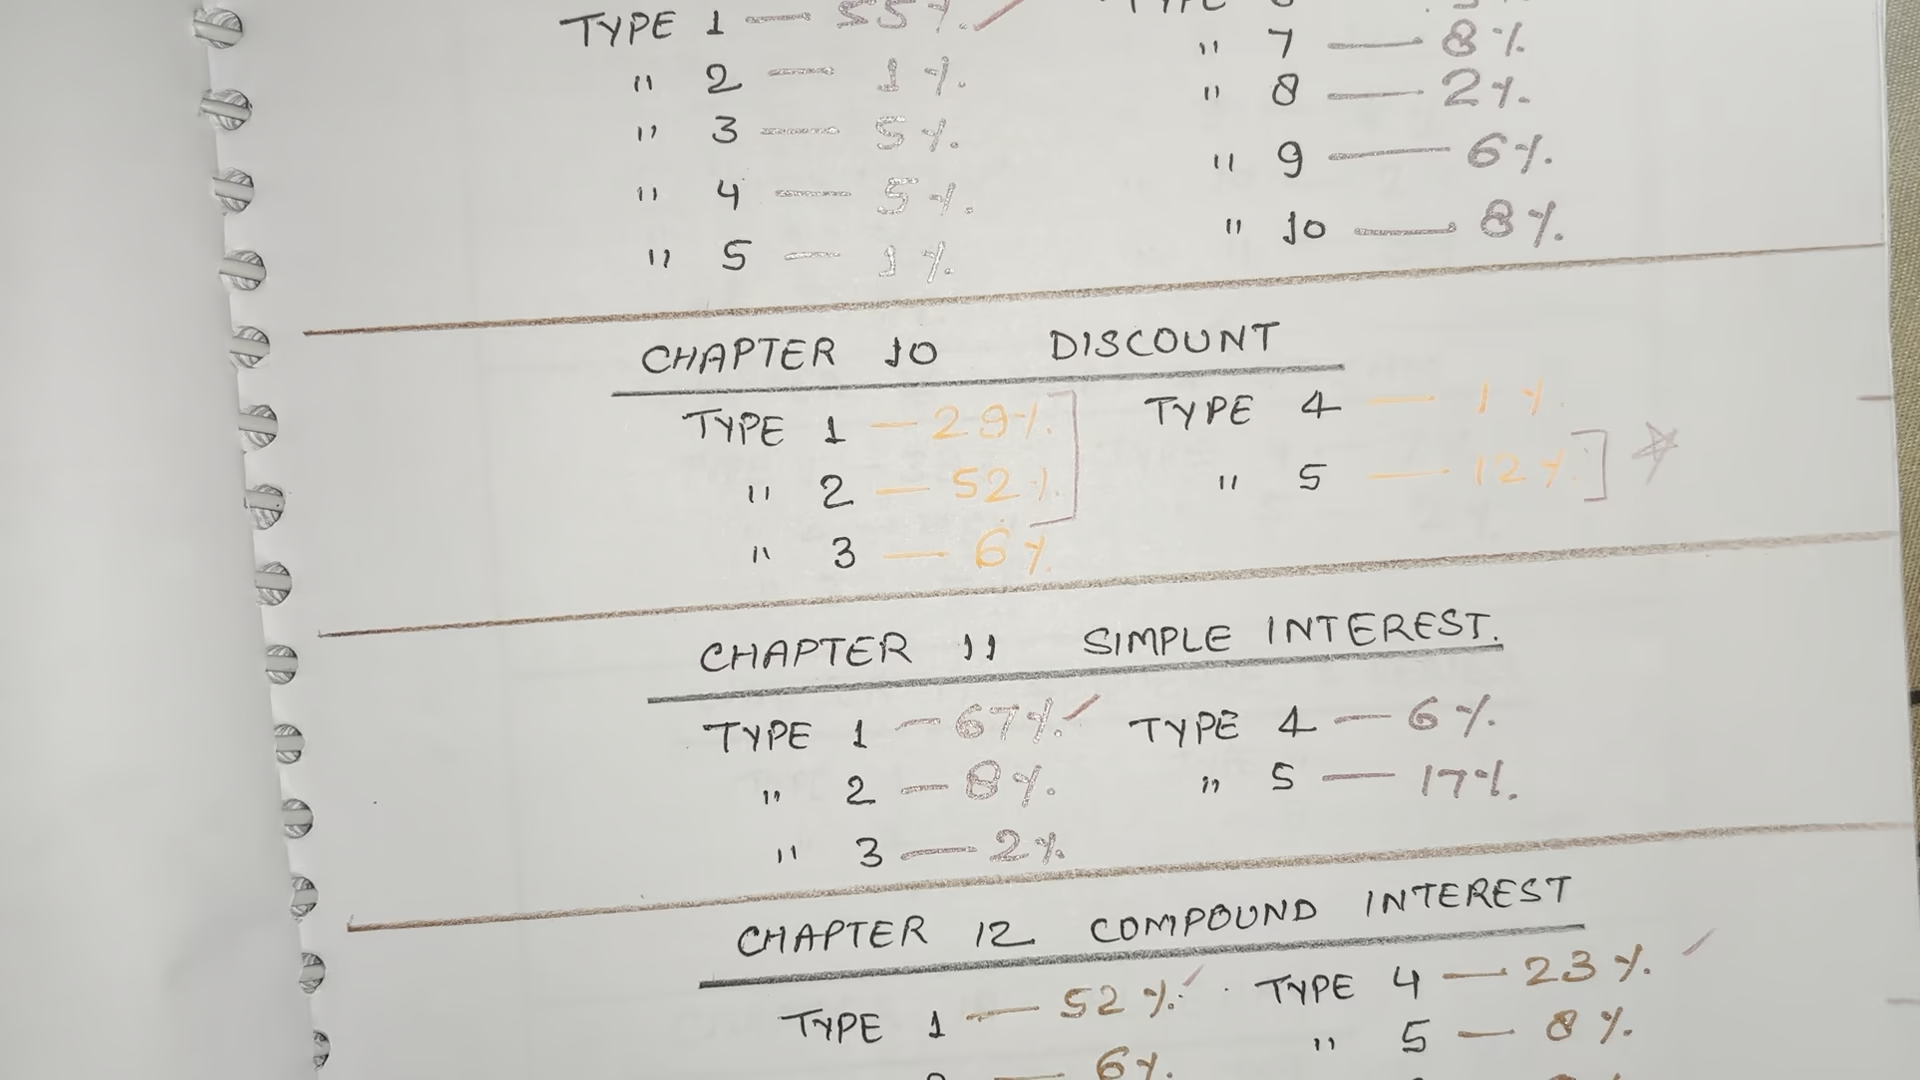 TYPE 1 — 55%.
" 2 — 1%.
" 3 — 5%.
" 4 — 5%.
" 5 — 1%.
" 7 — 8%.
" 8 — 2%.
" 9 — 6%.
" 10 — 8%.
CHAPTER 10 DISCOUNT
TYPE 1 — 29%.
" 2 — 52%.
" 3 — 6%.
TYPE 4 — 1%.
" 5 — 12%.
CHAPTER 11 SIMPLE INTEREST.
TYPE 1 — 67%.
" 2 — 8%.
" 3 — 2%.
TYPE 4 — 6%.
" 5 — 17%.
CHAPTER 12 COMPOUND INTEREST
TYPE 1 — 52%.
— 6%.
TYPE 4 — 23%.
" 5 — 8%.